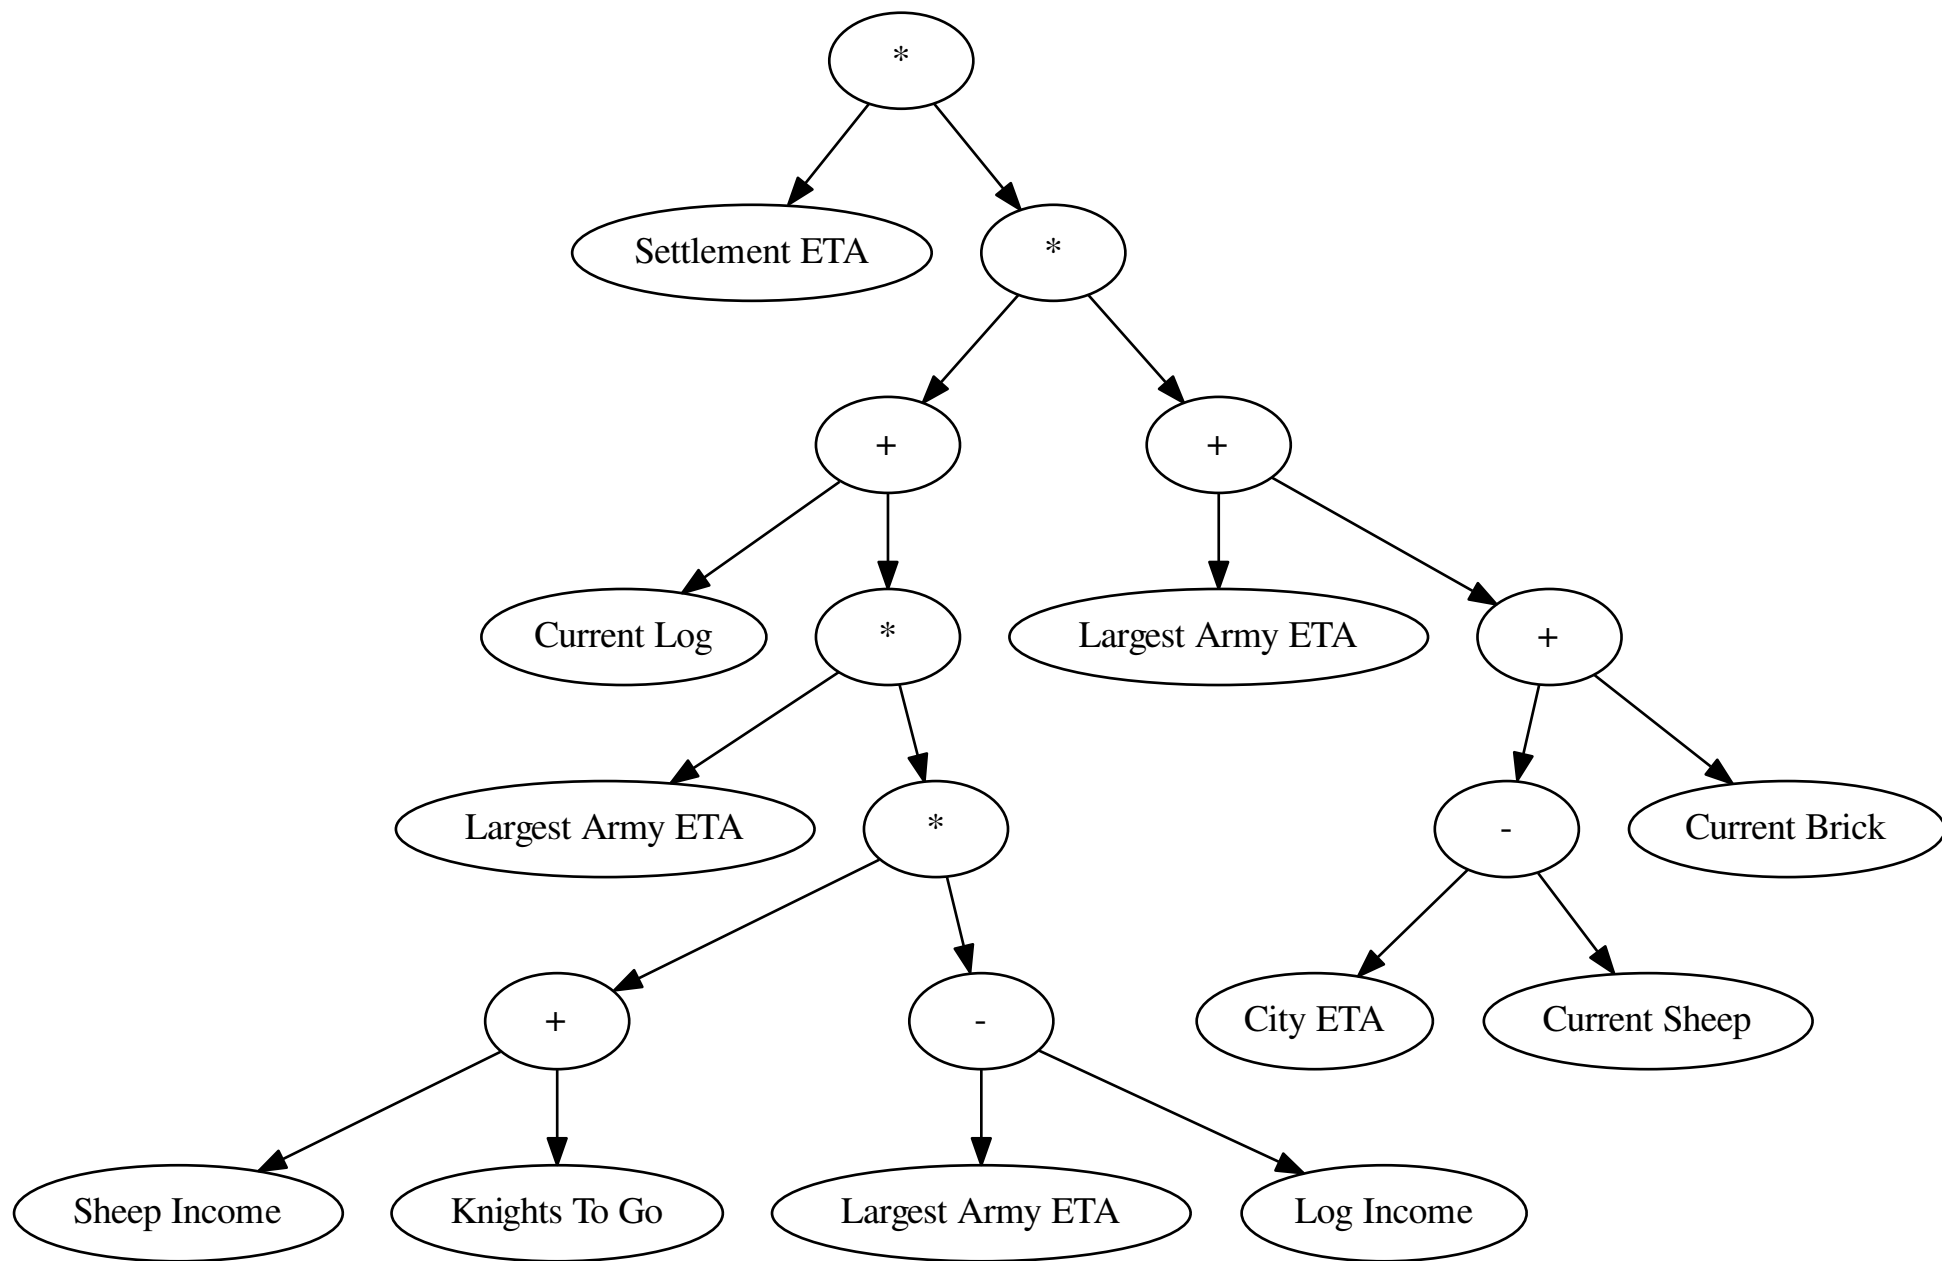 *
Settlement ETA
*
+
+
Current Log
*
Largest Army ETA
+
Largest Army ETA
*
-
Current Brick
+
-
City ETA
Current Sheep
Sheep Income
Knights To Go
Largest Army ETA
Log Income